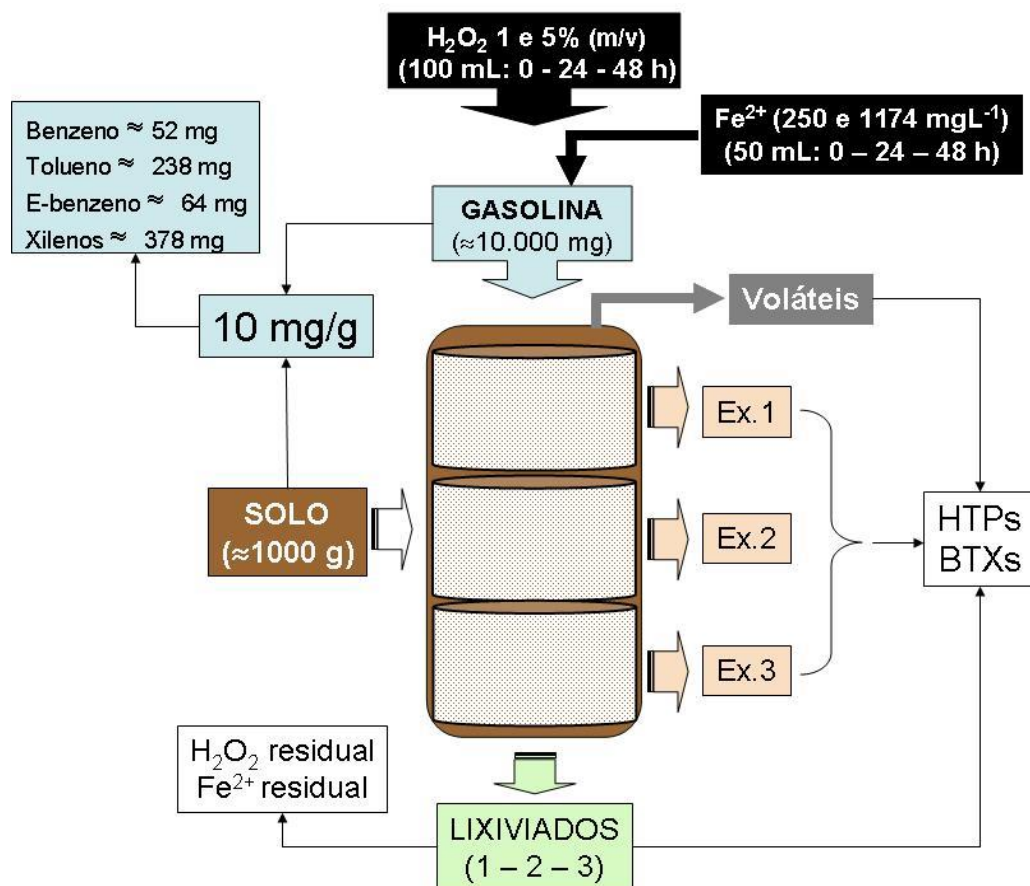 H₂O₂ 1 e 5% (m/v)
(100 mL: 0 - 24 - 48 h)
Fe²⁺ (250 e 1174 mgL⁻¹)
(50 mL: 0 – 24 – 48 h)
Benzeno ≈ 52 mg
Tolueno ≈ 238 mg
E-benzeno ≈ 64 mg
Xilenos ≈ 378 mg
GASOLINA
(≈10.000 mg)
10 mg/g
Voláteis
Ex.1
SOLO
(≈1000 g)
Ex.2
HTPs
BTXs
Ex.3
H₂O₂ residual
Fe²⁺ residual
LIXIVIADOS
(1 – 2 – 3)